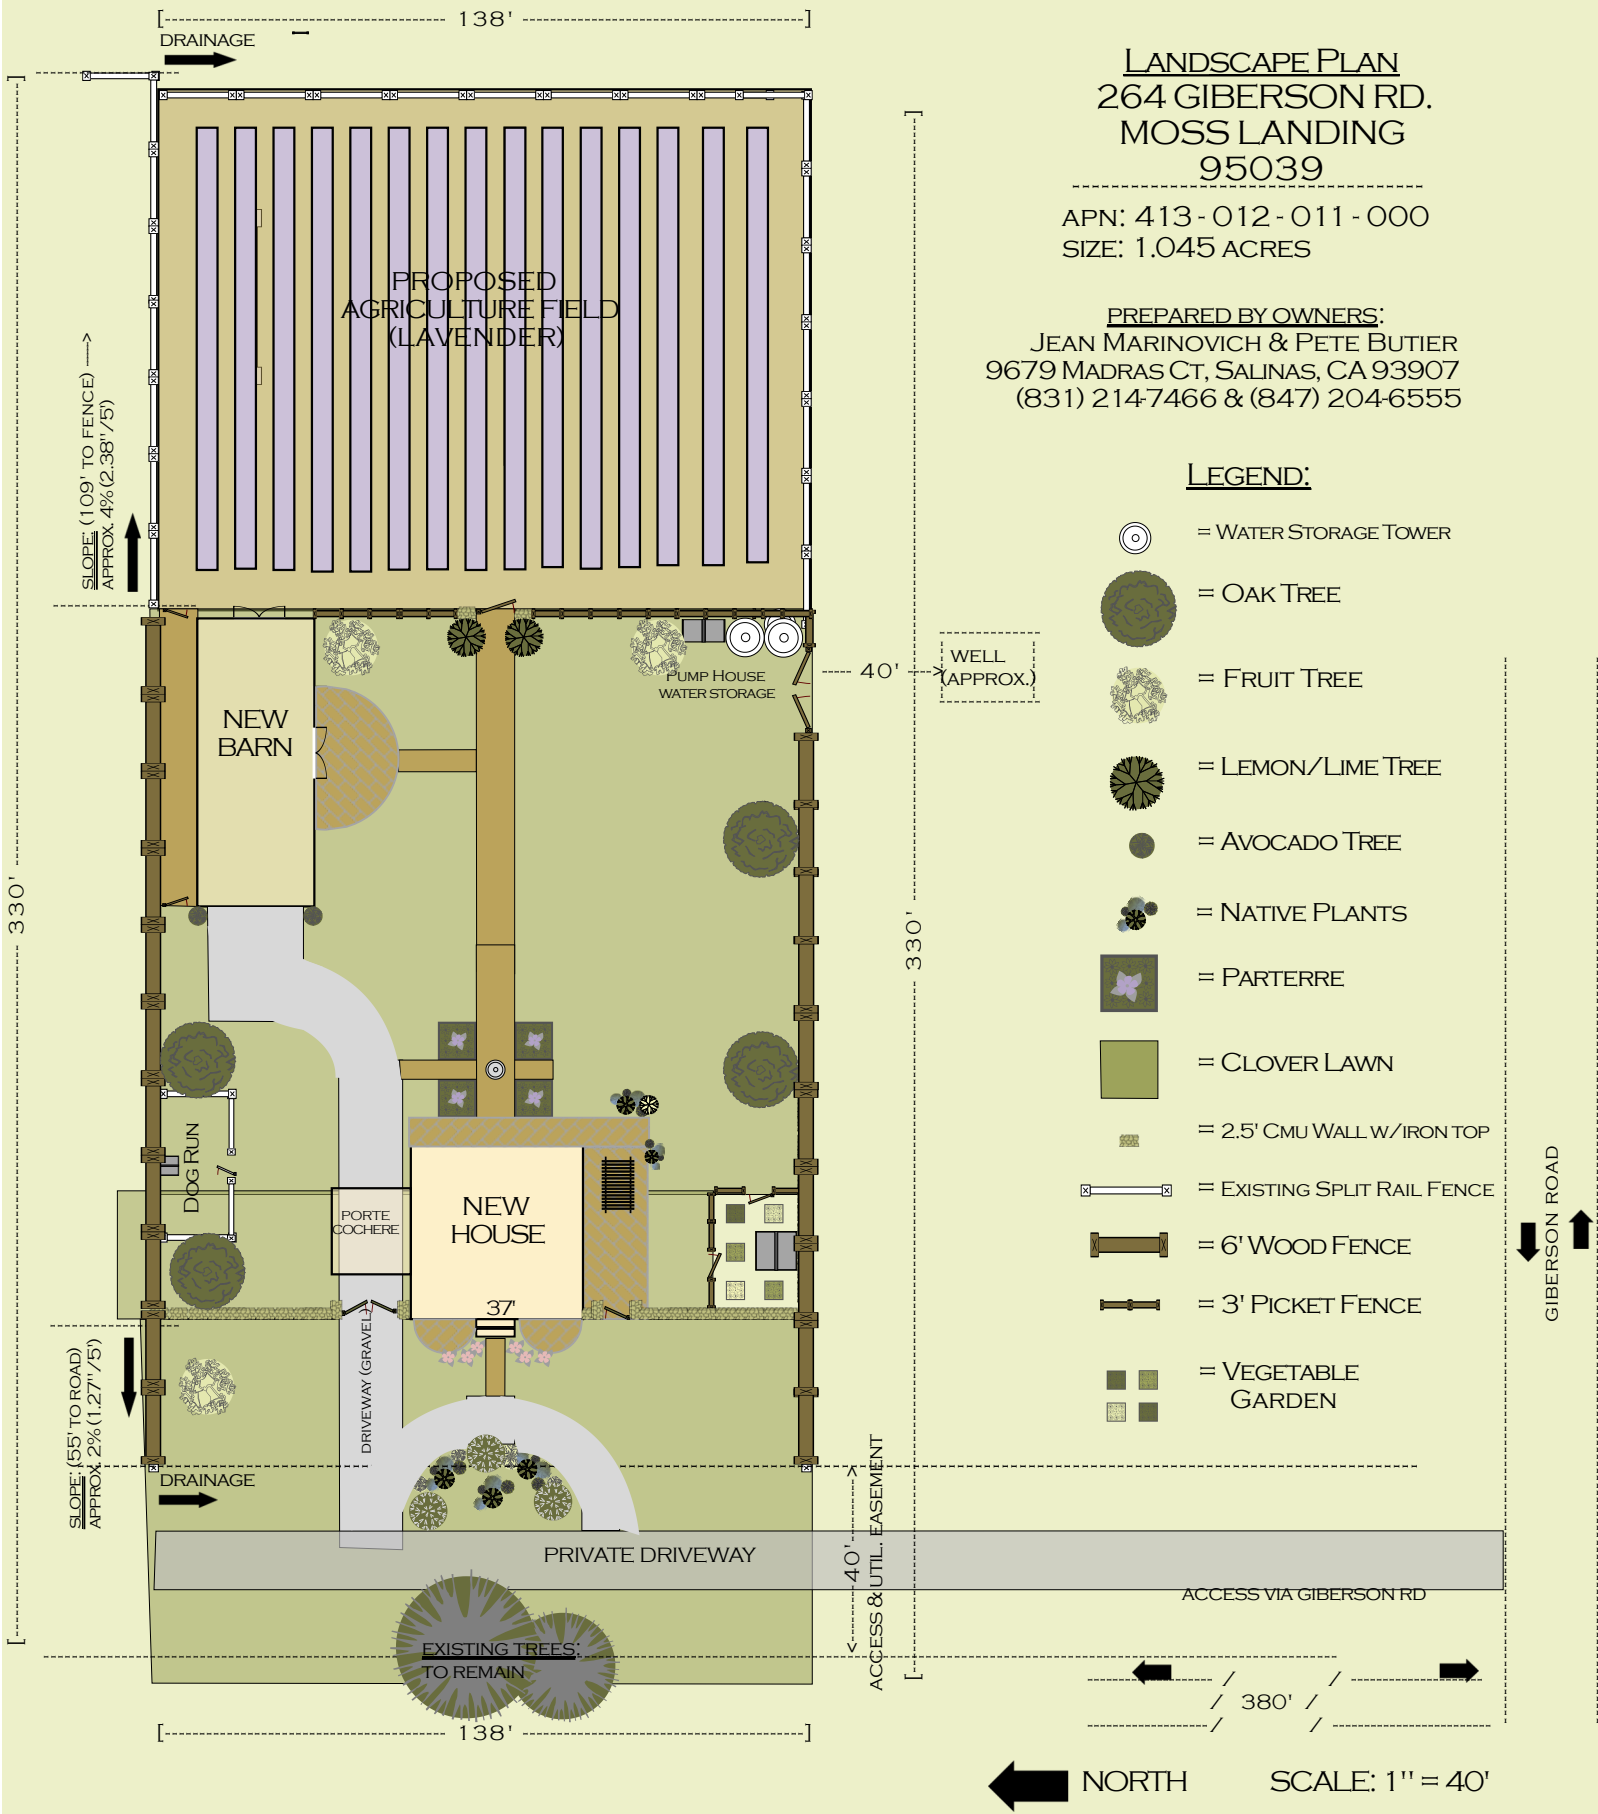 138'
DRAINAGE
LANDSCAPE PLAN
264 GIBERSON RD.
MOSS LANDING
95039
APN: 413 - 012 - 011 - 000
SIZE: 1.045 ACRES
PREPARED BY OWNERS:
JEAN MARINOVICH & PETE BUTIER
9679 MADRAS CT, SALINAS, CA 93907
(831) 214-7466 & (847) 204-6555
PROPOSED
AGRICULTURE FIELD
(LAVENDER)
SLOPE: (109' TO FENCE) ---->
APPROX. 4% (2.38"/5')
LEGEND:
= WATER STORAGE TOWER
= OAK TREE
= FRUIT TREE
= LEMON/LIME TREE
= AVOCADO TREE
= NATIVE PLANTS
= PARTERRE
= CLOVER LAWN
= 2.5' CMU WALL W/IRON TOP
= EXISTING SPLIT RAIL FENCE
= 6' WOOD FENCE
= 3' PICKET FENCE
= VEGETABLE
GARDEN
PUMP HOUSE
WATER STORAGE
40'
WELL
(APPROX.)
NEW
BARN
330'
330'
DOG RUN
PORTE
COCHERE
NEW
HOUSE
37'
DRIVEWAY (GRAVEL)
SLOPE: (55' TO ROAD)
APPROX. 2% (1.27"/5')
DRAINAGE
PRIVATE DRIVEWAY
40'
ACCESS & UTIL. EASEMENT
ACCESS VIA GIBERSON RD
GIBERSON ROAD
EXISTING TREES:
TO REMAIN
380'
138'
NORTH
SCALE: 1" = 40'